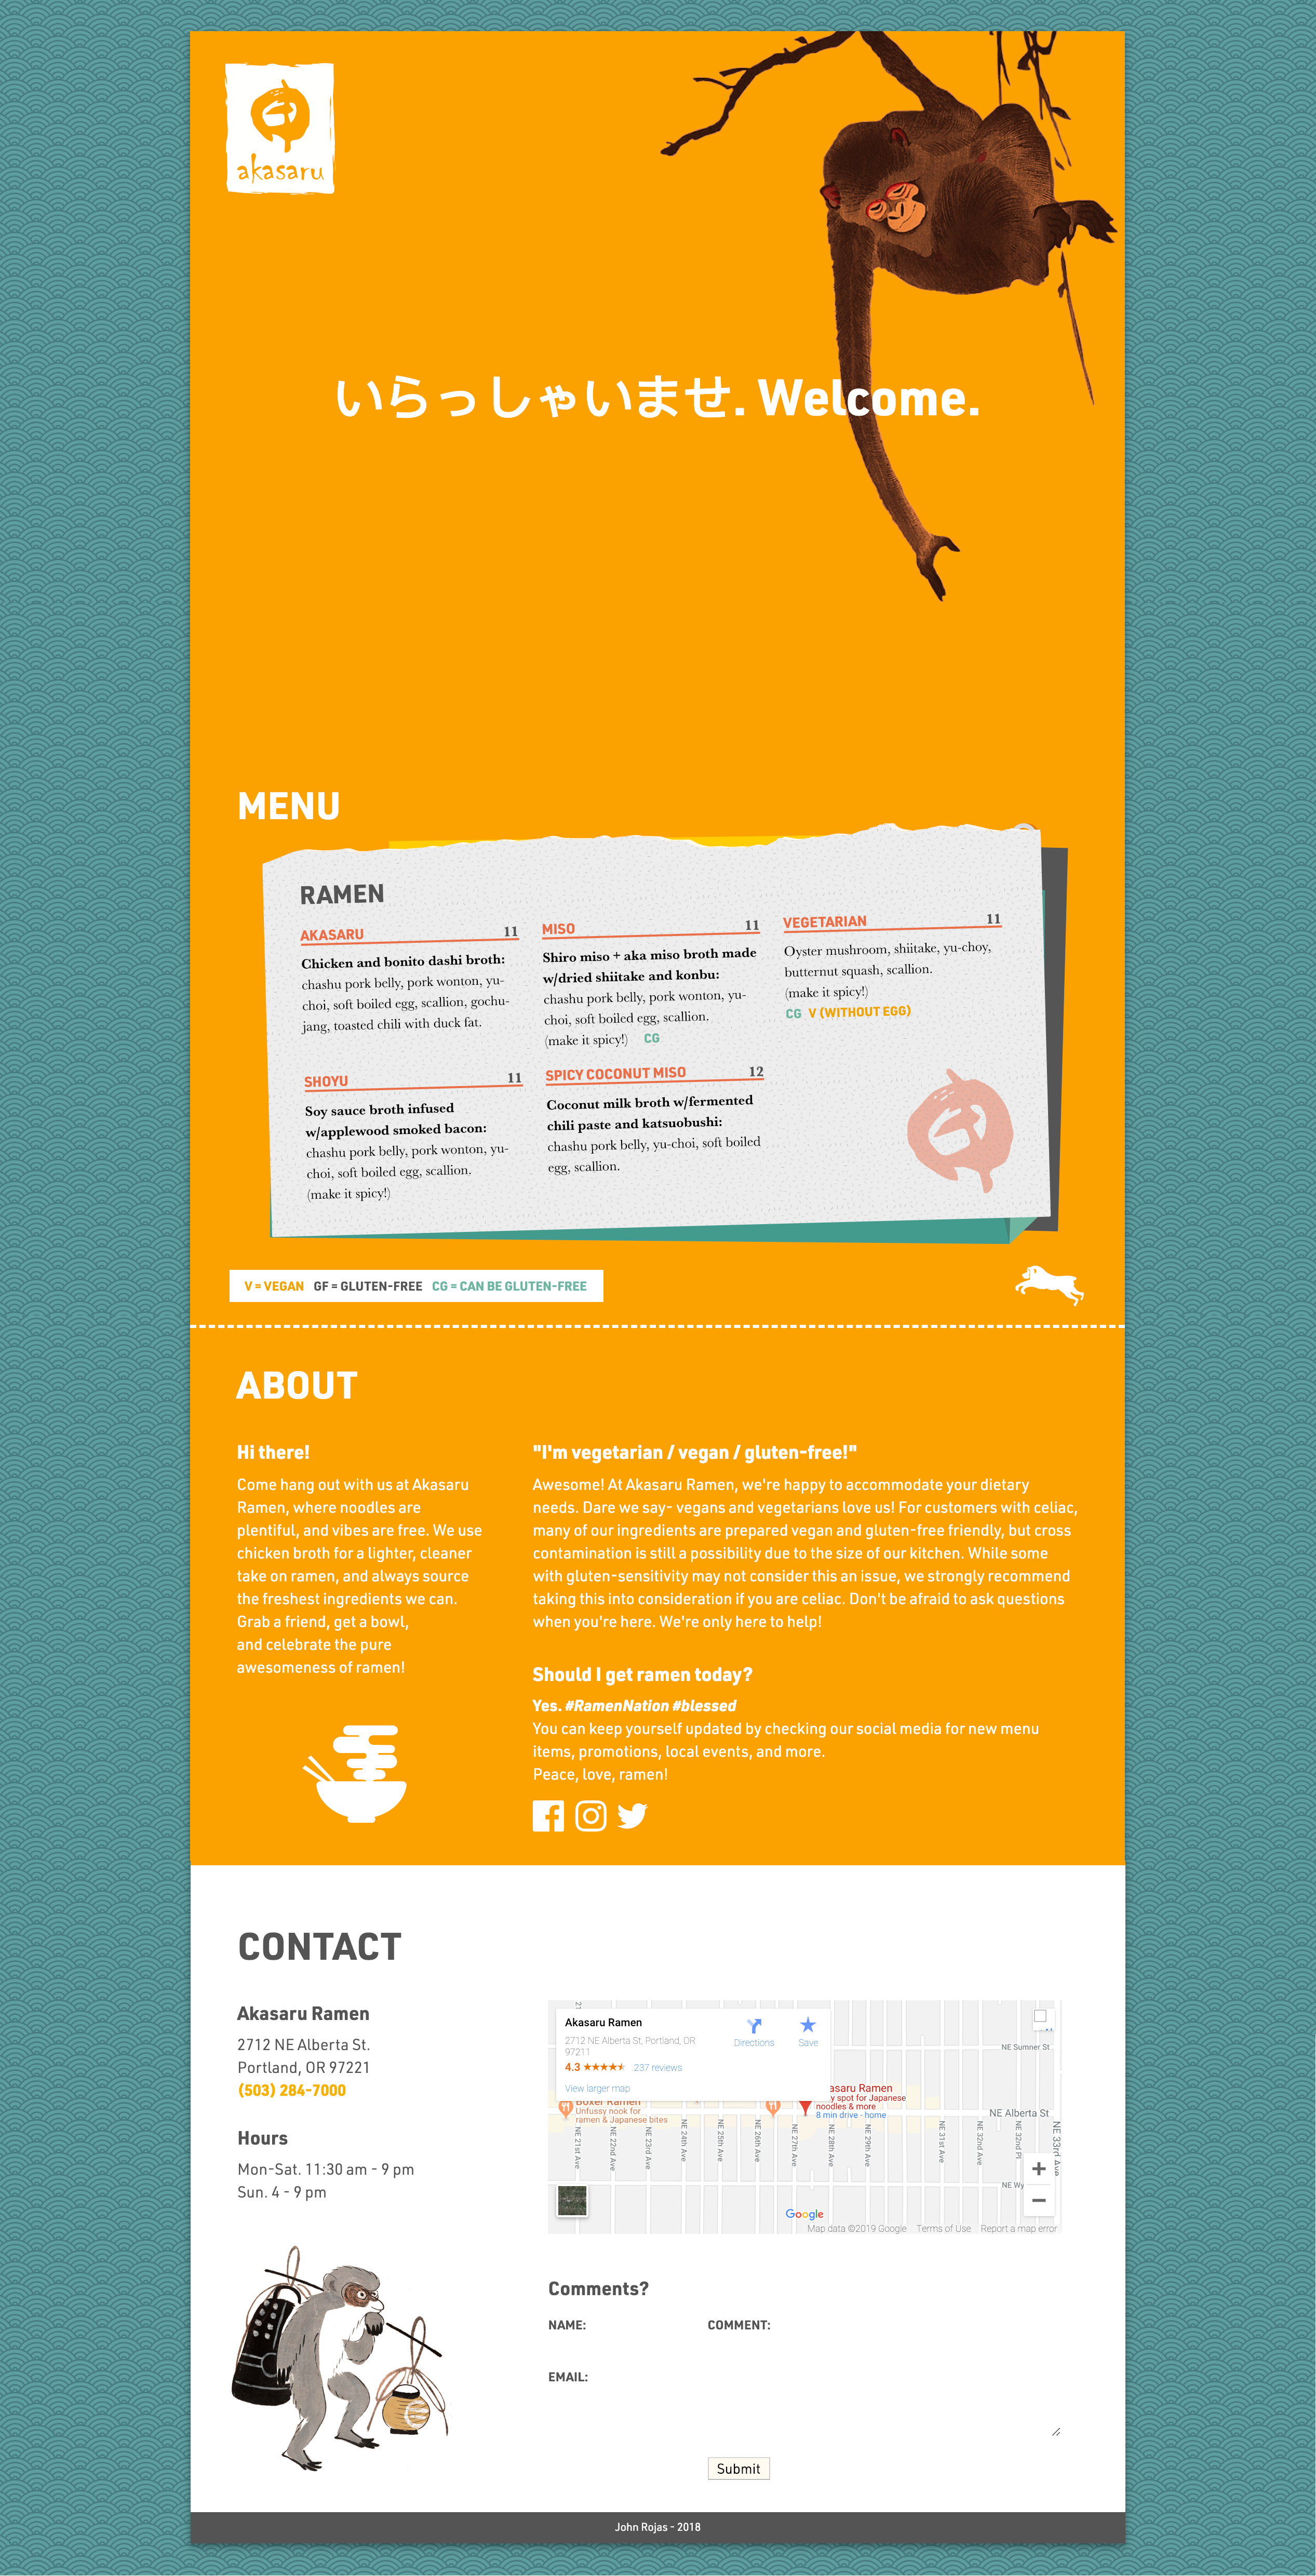 akasaru
いらっしゃいませ. Welcome.
MENU
RAMEN
AKASARU 11
Chicken and bonito dashi broth:
chashu pork belly, pork wonton, yu-
choi, soft boiled egg, scallion, gochu-
jang, toasted chili with duck fat.
MISO 11
Shiro miso + aka miso broth made
w/dried shiitake and konbu:
chashu pork belly, pork wonton, yu-
choi, soft boiled egg, scallion.
(make it spicy!) CG
VEGETARIAN 11
Oyster mushroom, shiitake, yu-choy,
butternut squash, scallion.
(make it spicy!)
CG V (WITHOUT EGG)
SHOYU 11
Soy sauce broth infused
w/applewood smoked bacon:
chashu pork belly, pork wonton, yu-
choi, soft boiled egg, scallion.
(make it spicy!)
SPICY COCONUT MISO 12
Coconut milk broth w/fermented
chili paste and katsuobushi:
chashu pork belly, yu-choi, soft boiled
egg, scallion.
V = VEGAN GF = GLUTEN-FREE CG = CAN BE GLUTEN-FREE
ABOUT
Hi there!
Come hang out with us at Akasaru
Ramen, where noodles are
plentiful, and vibes are free. We use
chicken broth for a lighter, cleaner
take on ramen, and always source
the freshest ingredients we can.
Grab a friend, get a bowl,
and celebrate the pure
awesomeness of ramen!
"I'm vegetarian / vegan / gluten-free!"
Awesome! At Akasaru Ramen, we're happy to accommodate your dietary
needs. Dare we say- vegans and vegetarians love us! For customers with celiac,
many of our ingredients are prepared vegan and gluten-free friendly, but cross
contamination is still a possibility due to the size of our kitchen. While some
with gluten-sensitivity may not consider this an issue, we strongly recommend
taking this into consideration if you are celiac. Don't be afraid to ask questions
when you're here. We're only here to help!
Should I get ramen today?
Yes. #RamenNation #blessed
You can keep yourself updated by checking our social media for new menu
items, promotions, local events, and more.
Peace, love, ramen!
CONTACT
Akasaru Ramen
2712 NE Alberta St.
Portland, OR 97221
(503) 284-7000
Hours
Mon-Sat. 11:30 am - 9 pm
Sun. 4 - 9 pm
Akasaru Ramen
2712 NE Alberta St, Portland, OR
97211
4.3 237 reviews
View larger map
Directions
Save
NE Sumner St
asaru Ramen
y spot for Japanese
noodles & more
8 min drive - home
Boxer Ramen
Unfussy nook for
ramen & Japanese bites
NE Alberta St
NE 21st Ave
NE 22nd Ave
NE 23rd Ave
NE 24th Ave
NE 25th Ave
NE 26th Ave
NE 27th Ave
NE 28th Ave
NE 29th Ave
NE 31st Ave
NE 32nd Ave
NE 32nd Pl
NE 33rd Ave
NE Wy
Google
Map data ©2019 Google Terms of Use Report a map error
Comments?
NAME:
COMMENT:
EMAIL:
Submit
John Rojas - 2018